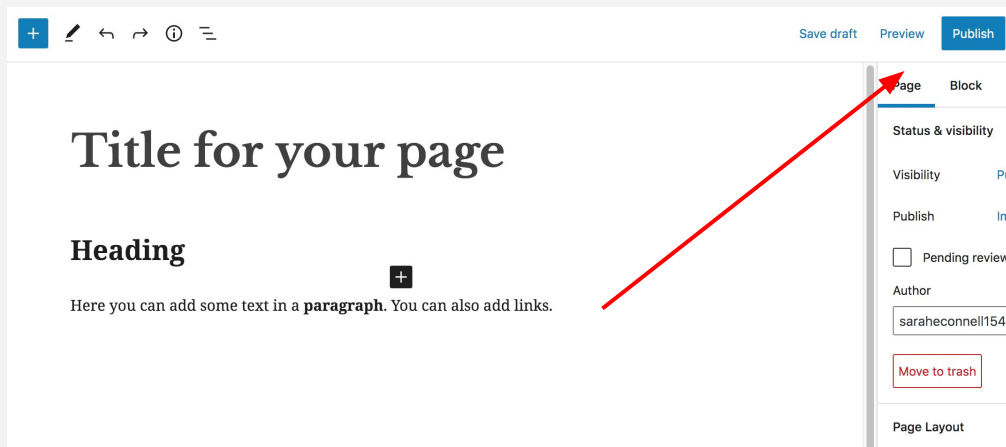 Save draft Preview Publish
Page Block
Title for your page
Status & visibility
Visibility
Publish
Heading
Pending review
Here you can add some text in a paragraph. You can also add links.
Author
saraheconnell154
Move to trash
Page Layout